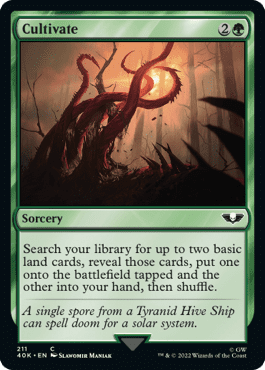 Cultivate 2
Sorcery
Search your library for up to two basic
land cards, reveal those cards, put one
onto the battlefield tapped and the
other into your hand, then shuffle.
A single spore from a Tyranid Hive Ship
can spell doom for a solar system.
211 C © GW
40K • EN SLAWOMIR MANIAK ™ & © 2022 Wizards of the Coast